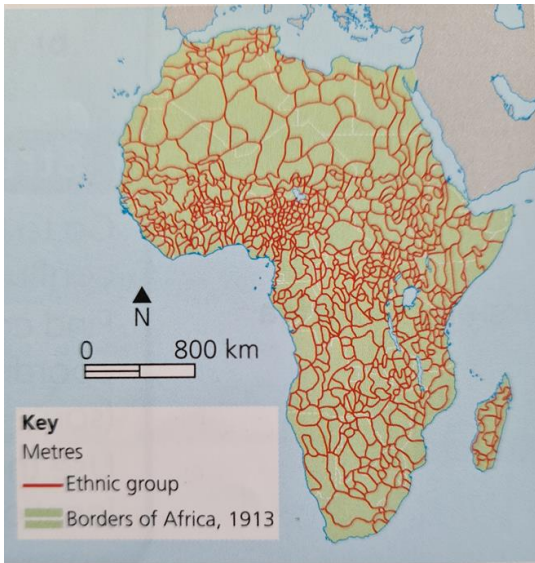 N
0 800 km
Key
Metres
Ethnic group
Borders of Africa, 1913